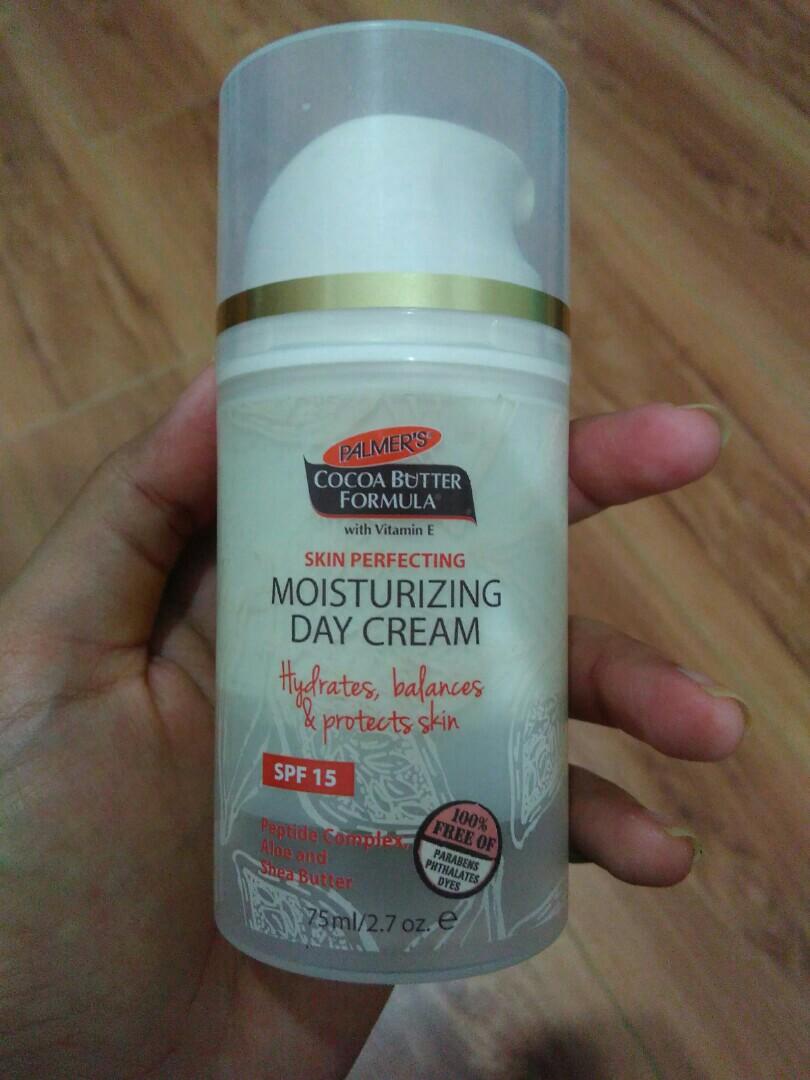 PALMER'S®
COCOA BUTTER
FORMULA®
with Vitamin E
SKIN PERFECTING
MOISTURIZING
DAY CREAM
Hydrates, balances
& protects skin
SPF 15
Peptide Complex,
Aloe and
Shea Butter
100%
FREE OF
PARABENS
PHTHALATES
DYES
75ml/2.7 oz. ℮